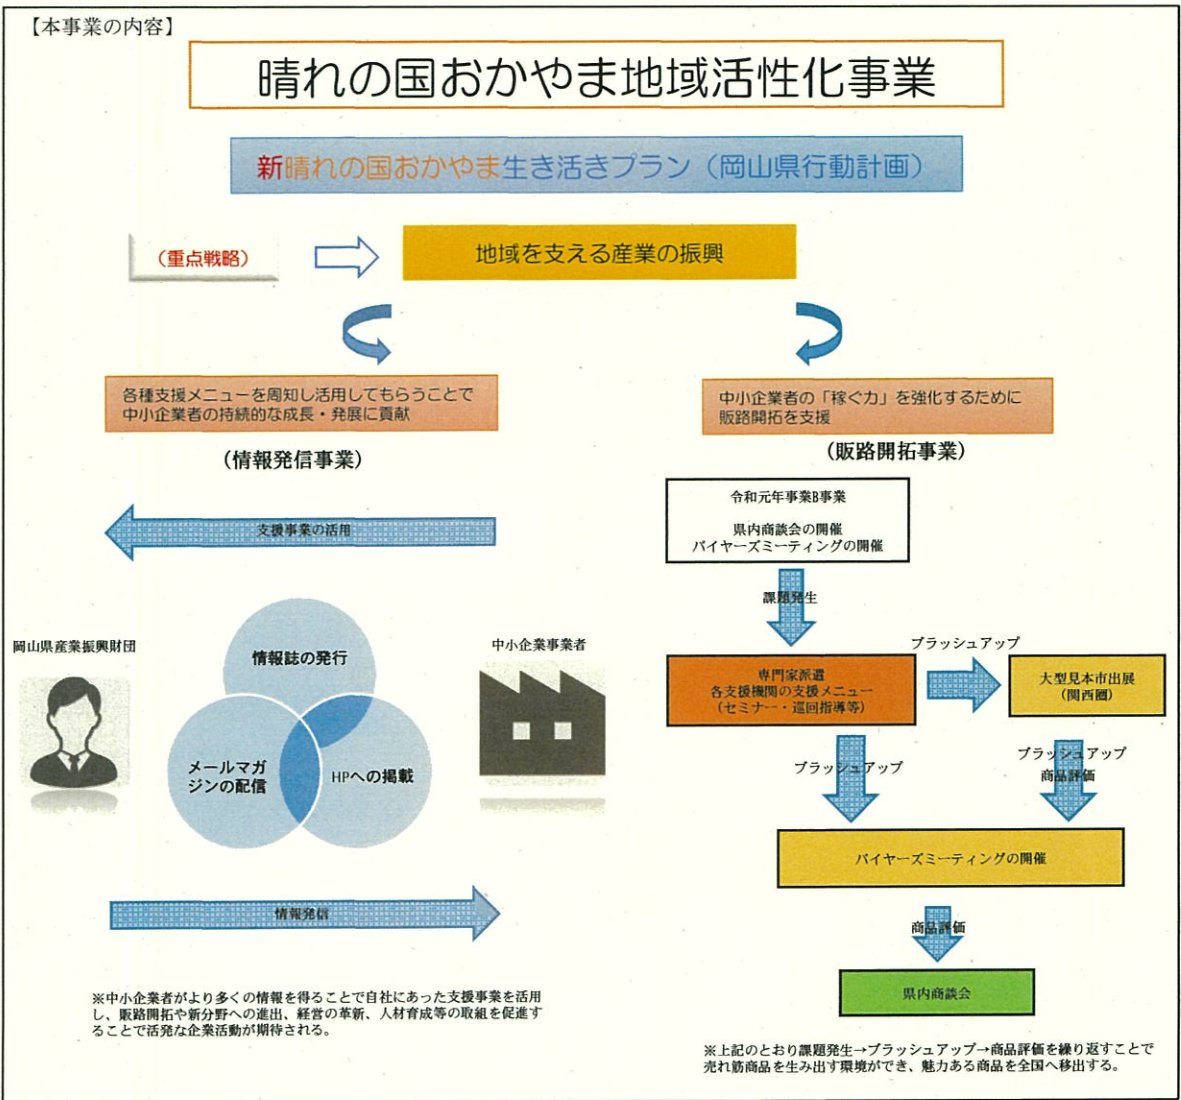 【本事業の内容】
晴れの国おかやま地域活性化事業
新晴れの国おかやま生き活きプラン（岡山県行動計画）
（重点戦略）
地域を支える産業の振興
各種支援メニューを周知し活用してもらうことで
中小企業者の持続的な成長・発展に貢献
（情報発信事業）
支援事業の活用
岡山県産業振興財団
中小企業事業者
情報誌の発行
メールマガ
ジンの配信
HPへの掲載
情報発信
※中小企業者がより多くの情報を得ることで自社にあった支援事業を活用
し、販路開拓や新分野への進出、経営の革新、人材育成等の取組を促進す
ることで活発な企業活動が期待される。
中小企業者の「稼ぐ力」を強化するために
販路開拓を支援
（販路開拓事業）
令和元年事業B事業
県内商談会の開催
バイヤーズミーティングの開催
課題発生
専門家派遣
各支援機関の支援メニュー
（セミナー・巡回指導等）
ブラッシュアップ
大型見本市出展
（関西圏）
ブラッシュアップ
ブラッシュアップ
商品評価
バイヤーズミーティングの開催
商品評価
県内商談会
※上記のとおり課題発生→ブラッシュアップ→商品評価を繰り返すことで
売れ筋商品を生み出す環境ができ、魅力ある商品を全国へ移出する。